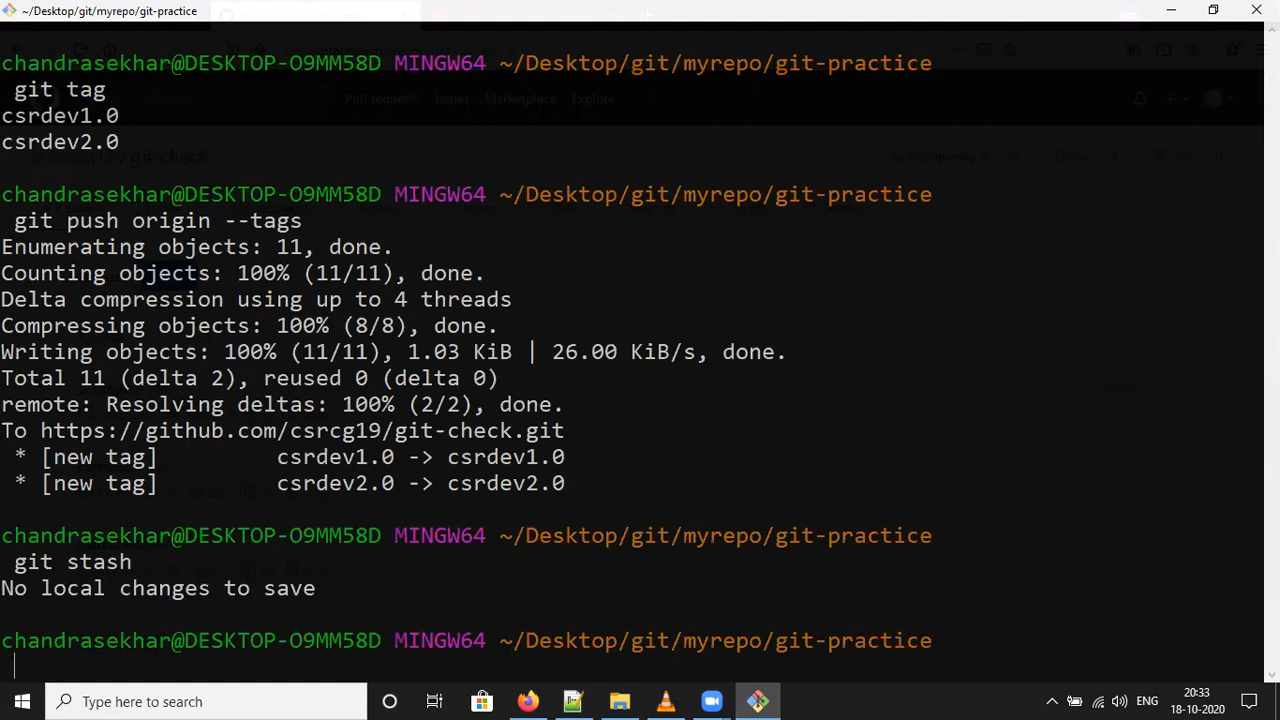 ~/Desktop/git/myrepo/git-practice
chandrasekhar@DESKTOP-O9MM58D MINGW64 ~/Desktop/git/myrepo/git-practice
Pull requests Issues Marketplace Explore
git tag
csrdev1.0
csrdev2.0
git-check
chandrasekhar@DESKTOP-O9MM58D MINGW64 ~/Desktop/git/myrepo/git-practice
git push origin --tags
Enumerating objects: 11, done.
Counting objects: 100% (11/11), done.
Delta compression using up to 4 threads
Compressing objects: 100% (8/8), done.
Writing objects: 100% (11/11), 1.03 KiB | 26.00 KiB/s, done.
Total 11 (delta 2), reused 0 (delta 0)
remote: Resolving deltas: 100% (2/2), done.
To https://github.com/csrcg19/git-check.git
* [new tag] csrdev1.0 -> csrdev1.0
* [new tag] csrdev2.0 -> csrdev2.0
chandrasekhar@DESKTOP-O9MM58D MINGW64 ~/Desktop/git/myrepo/git-practice
git stash
No local changes to save
chandrasekhar@DESKTOP-O9MM58D MINGW64 ~/Desktop/git/myrepo/git-practice
Type here to search
ENG
20:33
18-10-2020